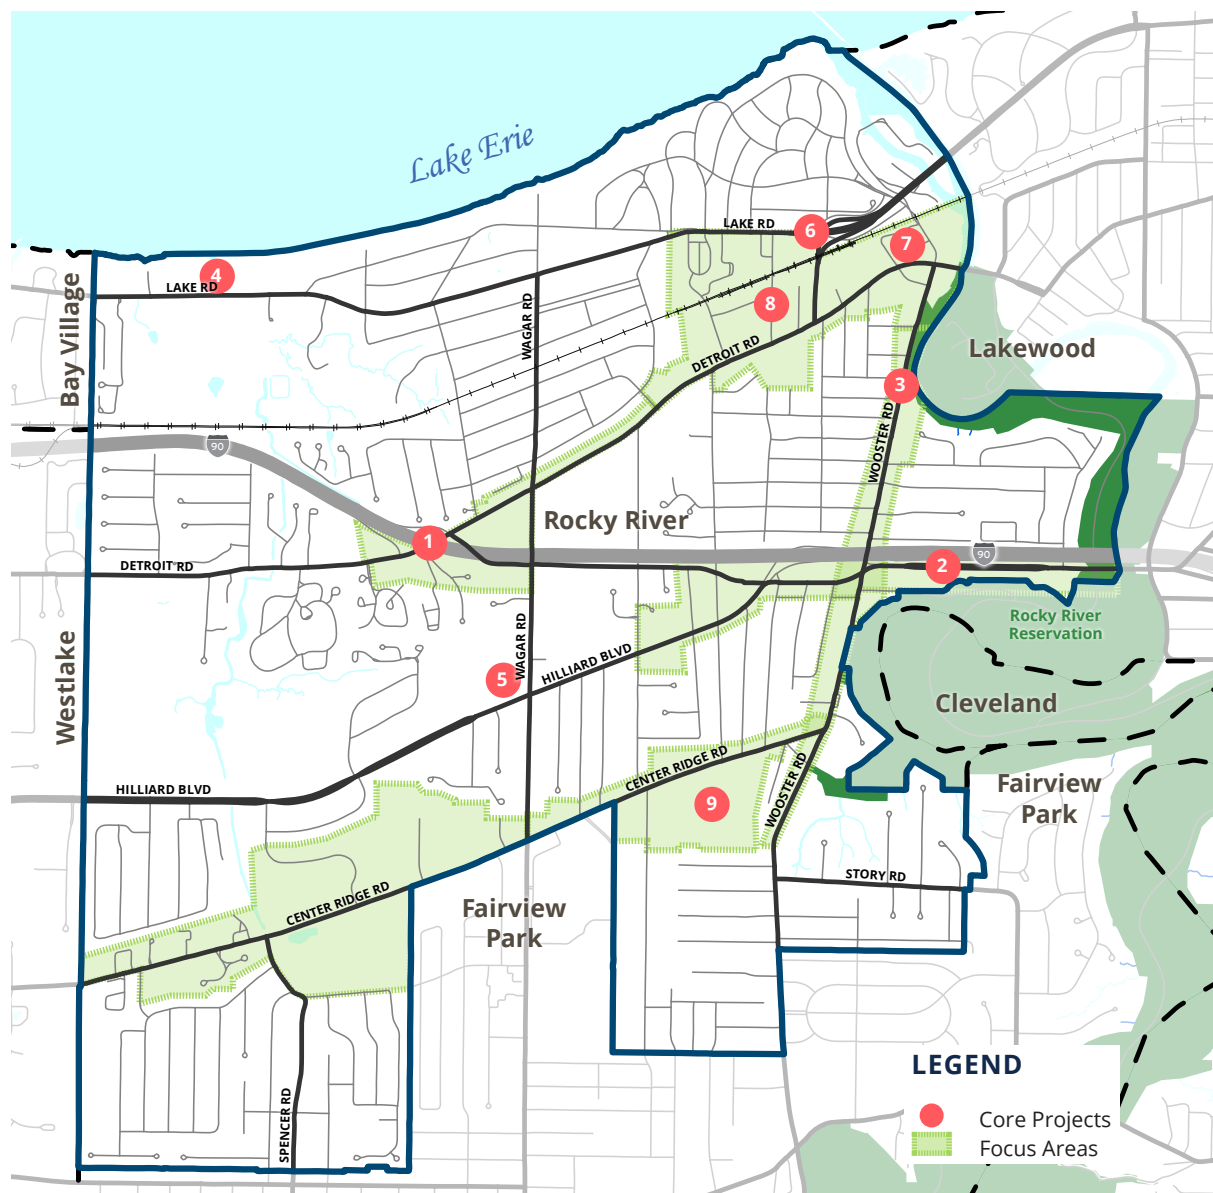 Lake Erie
LAKE RD
6
7
4
LAKE RD
Bay Village
WAGAR RD
8
DETROIT RD
Lakewood
3
WOOSTER RD
90
Rocky River
1
90
2
DETROIT RD
Rocky River
Reservation
WAGAR RD
HILLIARD BLVD
5
Westlake
Cleveland
CENTER RIDGE RD
WOOSTER RD
9
HILLIARD BLVD
Fairview
Park
STORY RD
CENTER RIDGE RD
Fairview
Park
SPENCER RD
LEGEND
Core Projects
Focus Areas